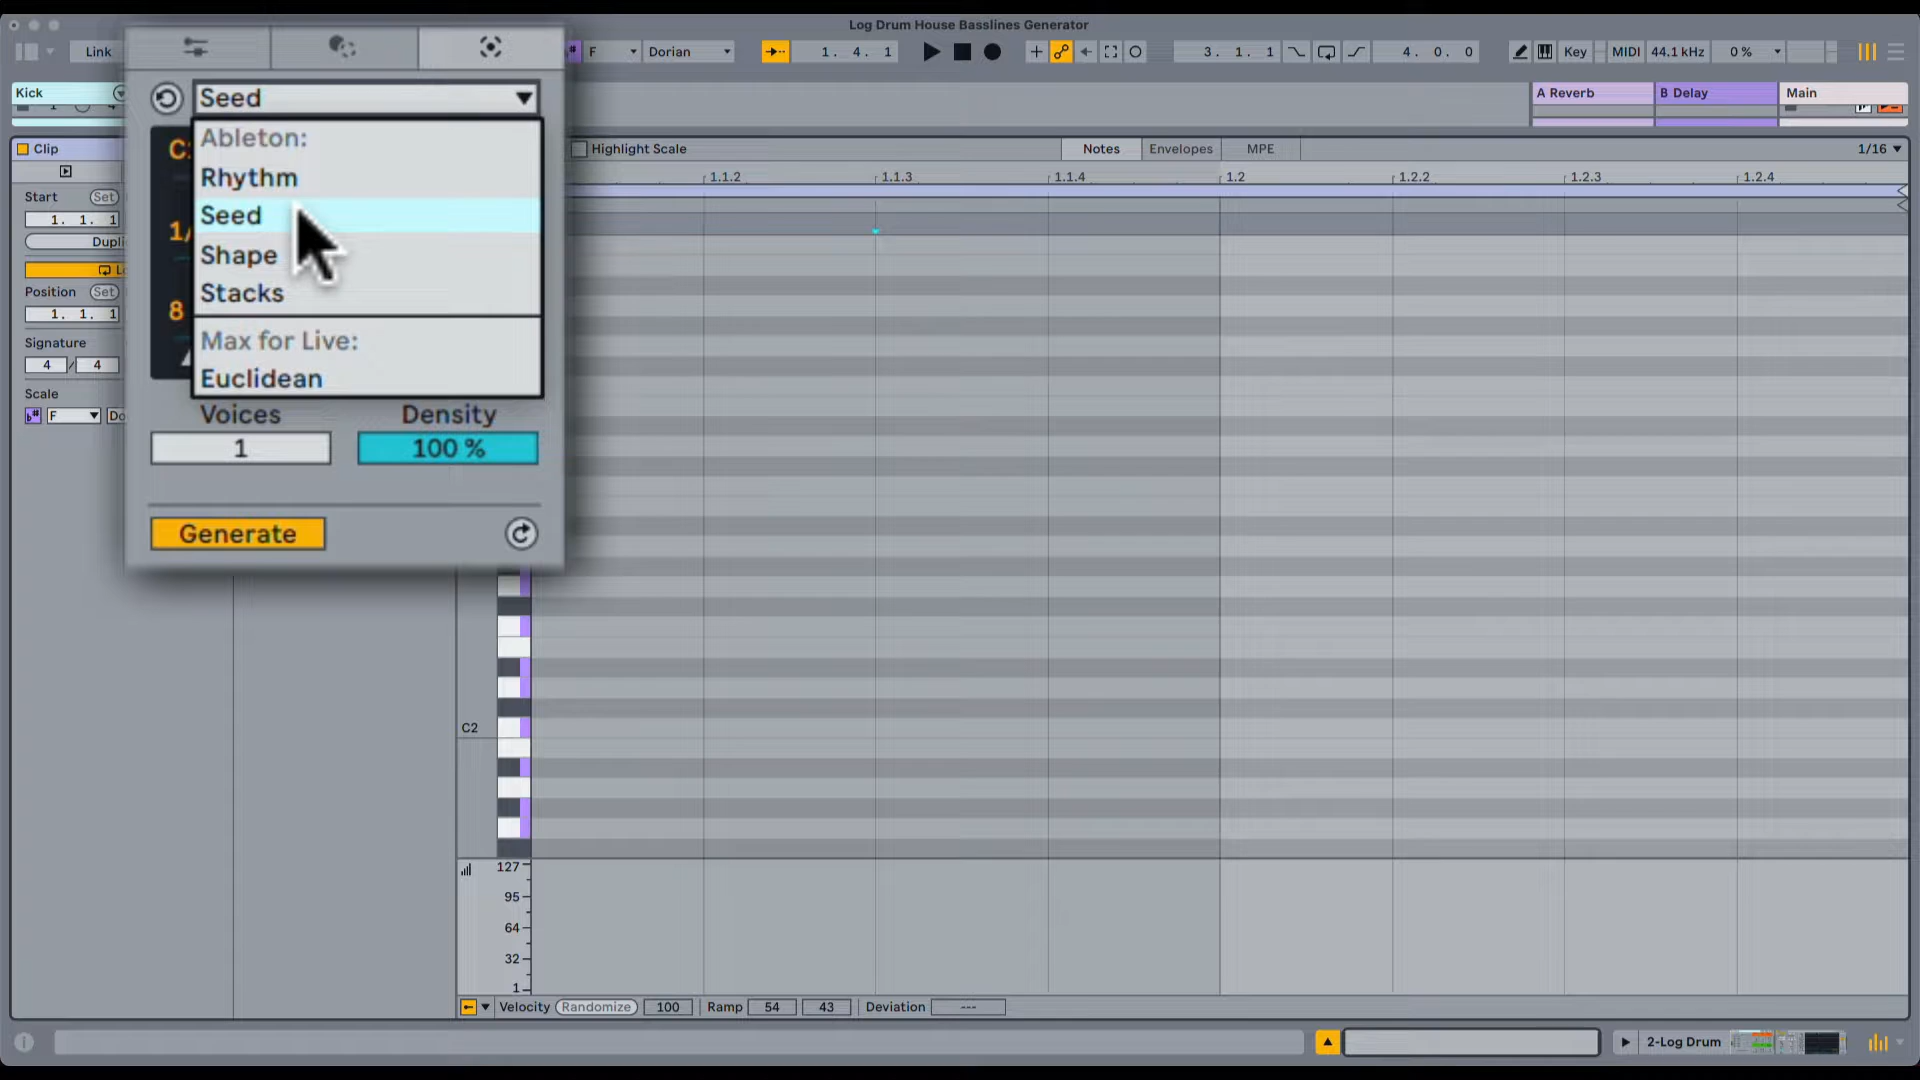 Log Drum House Basslines Generator
Link
F
Dorian
1. 4. 1
3. 1. 1
4. 0. 0
Key
MIDI
44.1 kHz
0 %
Kick
A Reverb
B Delay
Main
Seed
Ableton:
Rhythm
Seed
Shape
Stacks
Max for Live:
Euclidean
Voices
Density
1
100 %
Generate
Clip
Start
Set
1. 1. 1
Position
Set
1. 1. 1
Signature
4 / 4
Scale
F
Highlight Scale
Notes
Envelopes
MPE
1/16
1.1.2
1.1.3
1.1.4
1.2
1.2.2
1.2.3
1.2.4
8
C2
127
95
64
32
1
Velocity
Randomize
100
Ramp
54
43
Deviation
---
2-Log Drum